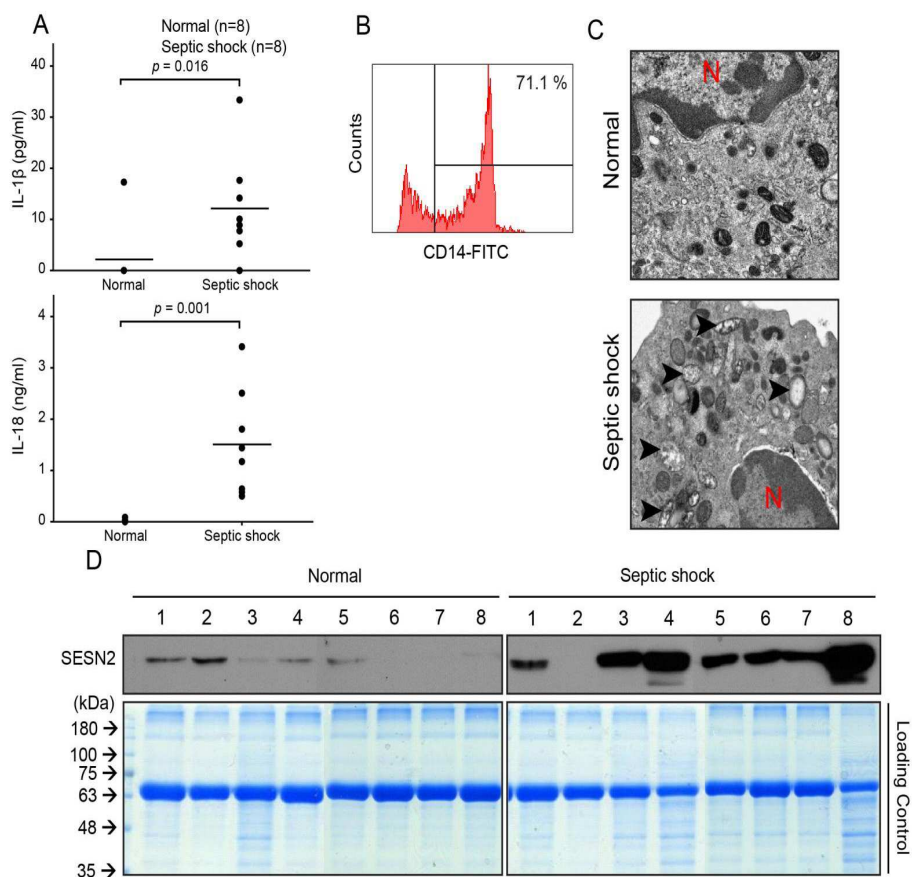 A
Normal (n=8)
Septic shock (n=8)
p = 0.016
IL-1β (pg/ml)
40
30
20
10
0
Normal Septic shock
p = 0.001
IL-18 (ng/ml)
4
3
2
1
0
Normal Septic shock
B
71.1 %
Counts
CD14-FITC
C
Normal
N
Septic shock
N
D
Normal Septic shock
1 2 3 4 5 6 7 8 1 2 3 4 5 6 7 8
SESN2
(kDa)
180 →
100 →
75 →
63 →
48 →
35 →
Loading Control